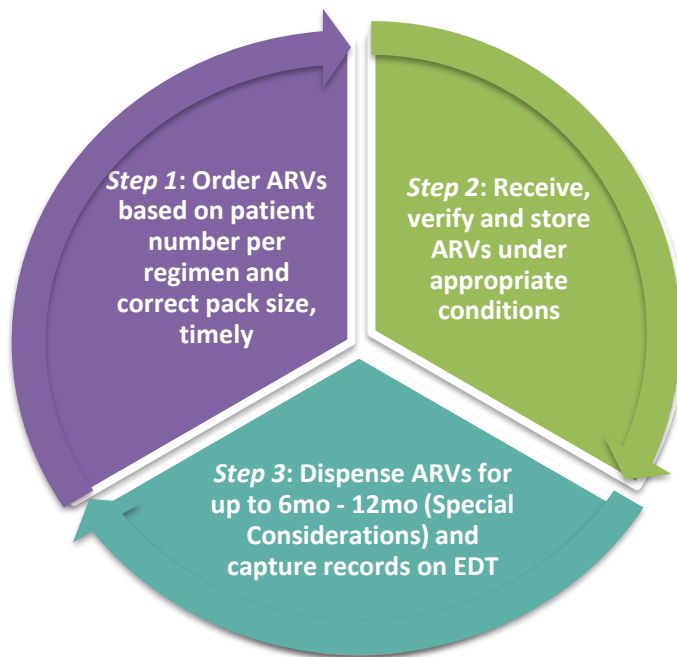 Step 1: Order ARVs
based on patient
number per
regimen and
correct pack size,
timely
Step 2: Receive,
verify and store
ARVs under
appropriate
conditions
Step 3: Dispense ARVs for
up to 6mo - 12mo (Special
Considerations) and
capture records on EDT